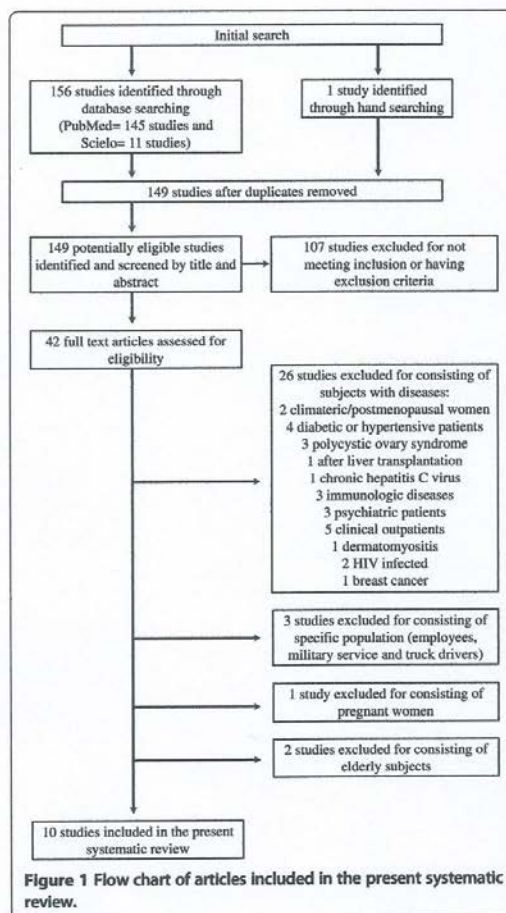 Initial search
156 studies identified through
database searching
(PubMed= 145 studies and
Scielo= 11 studies)
1 study identified
through hand searching
149 studies after duplicates removed
149 potentially eligible studies
identified and screened by title and
abstract
107 studies excluded for not
meeting inclusion or having
exclusion criteria
42 full text articles assessed for
eligibility
26 studies excluded for consisting of
subjects with diseases:
2 climateric/postmenopausal women
4 diabetic or hypertensive patients
3 polycystic ovary syndrome
1 after liver transplantation
1 chronic hepatitis C virus
3 immunologic diseases
3 psychiatric patients
5 clinical outpatients
1 dermatomyositis
2 HIV infected
1 breast cancer
3 studies excluded for consisting of
specific population (employees,
military service and truck drivers)
1 study excluded for consisting of
pregnant women
2 studies excluded for consisting of
elderly subjects
10 studies included in the present
systematic review
Figure 1 Flow chart of articles included in the present systematic
review.